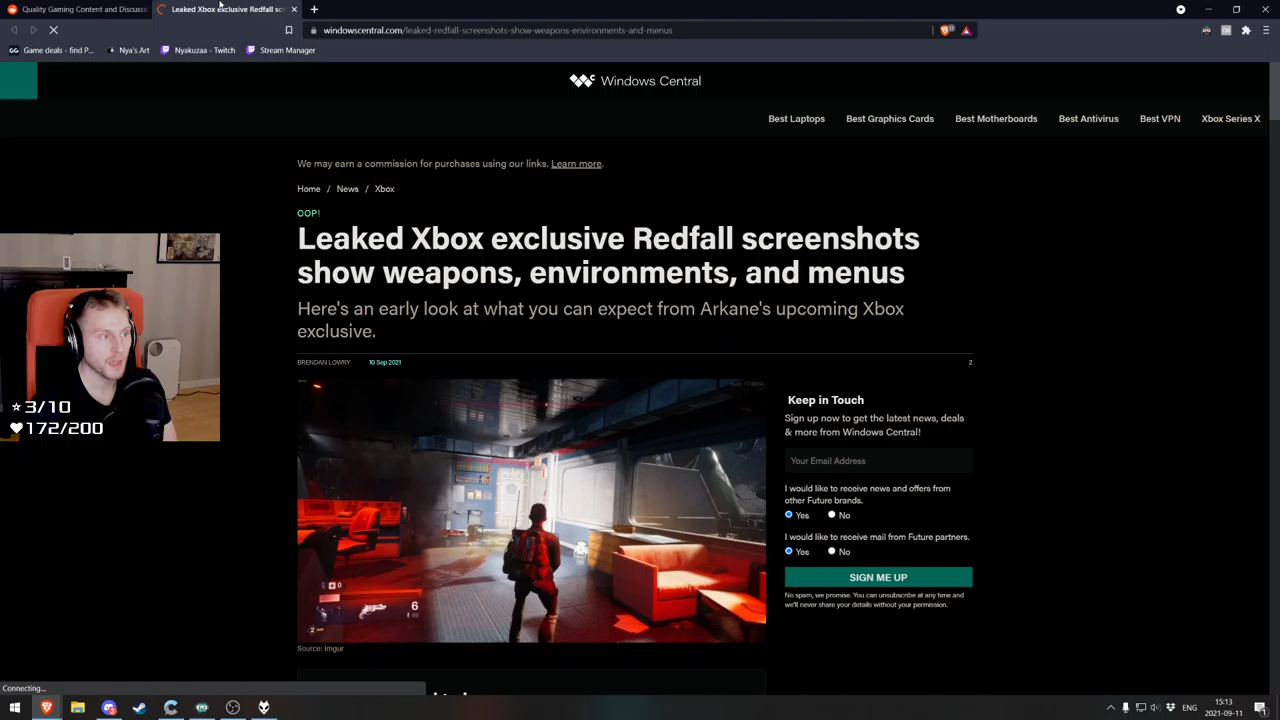 Quality Gaming Content and Discussi
Leaked Xbox exclusive Redfall scr
windowscentral.com/leaked-redfall-screenshots-show-weapons-environments-and-menus
Game deals - find P...
Nya's Art
Nyakuzaa - Twitch
Stream Manager
Windows Central
Best Laptops
Best Graphics Cards
Best Motherboards
Best Antivirus
Best VPN
Xbox Series X
We may earn a commission for purchases using our links. Learn more.
Home / News / Xbox
OOP!
Leaked Xbox exclusive Redfall screenshots
show weapons, environments, and menus
Here's an early look at what you can expect from Arkane's upcoming Xbox
exclusive.
BRENDAN LOWRY 10 Sep 2021 2
3/10
172/200
0
6
2
Source: Imgur
Keep in Touch
Sign up now to get the latest news, deals
& more from Windows Central!
Your Email Address
I would like to receive news and offers from
other Future brands.
Yes No
I would like to receive mail from Future partners.
Yes No
SIGN ME UP
No spam, we promise. You can unsubscribe at any time and
we'll never share your details without your permission.
Connecting...
ENG
15:13
2021-09-11